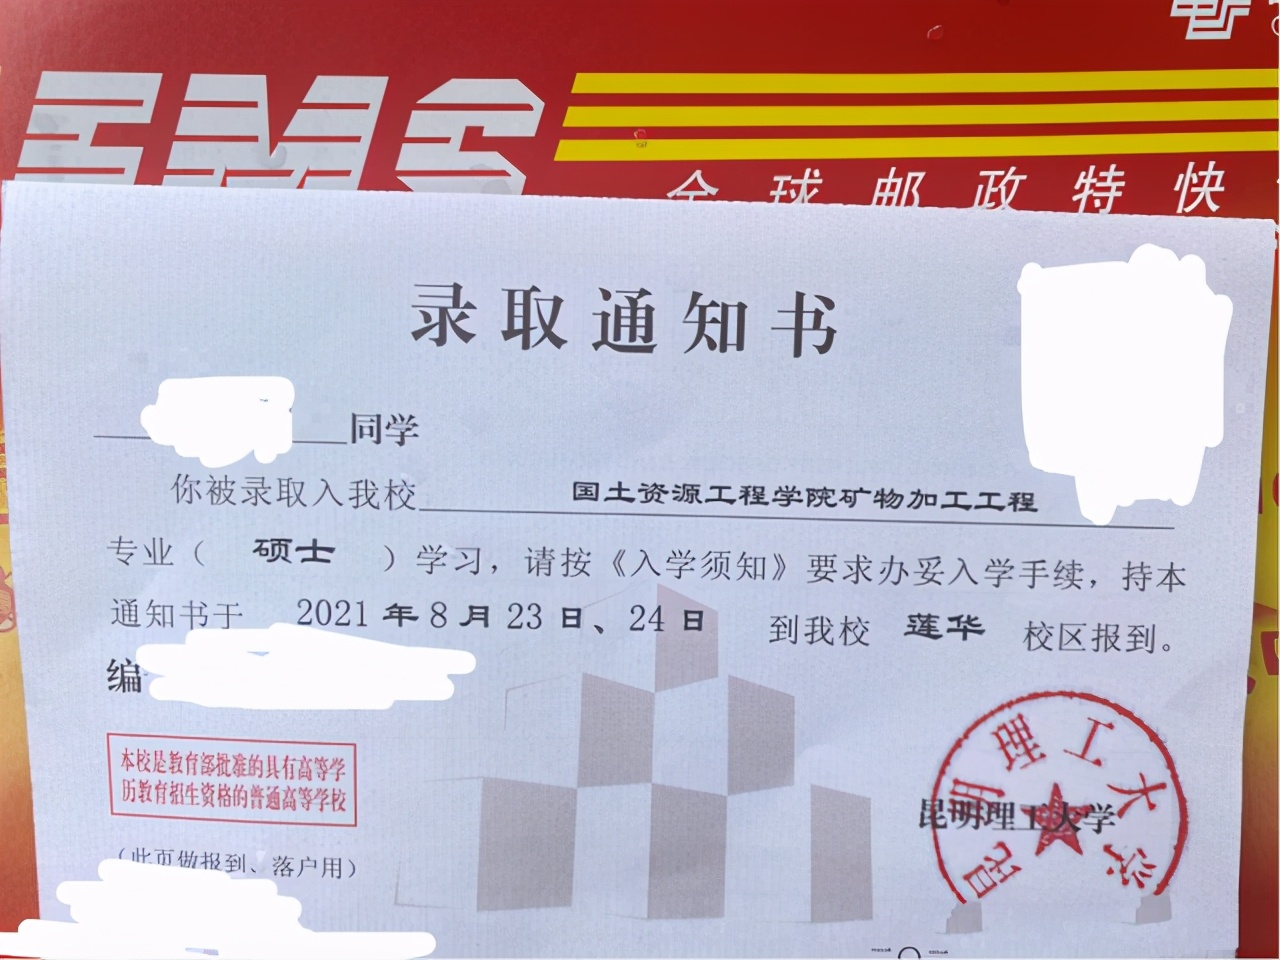 EMS
全球邮政特快
录取通知书
同学
你被录取入我校 国土资源工程学院矿物加工工程
专业（ 硕士 ）学习，请按《入学须知》要求办妥入学手续，持本
通知书于 2021年8月23日、24日 到我校 莲华 校区报到。
编
本校是教育部批准的具有高等学
历教育招生资格的普通高等学校
昆明理工大学
昆明理工大学
（此页做报到、落户用）